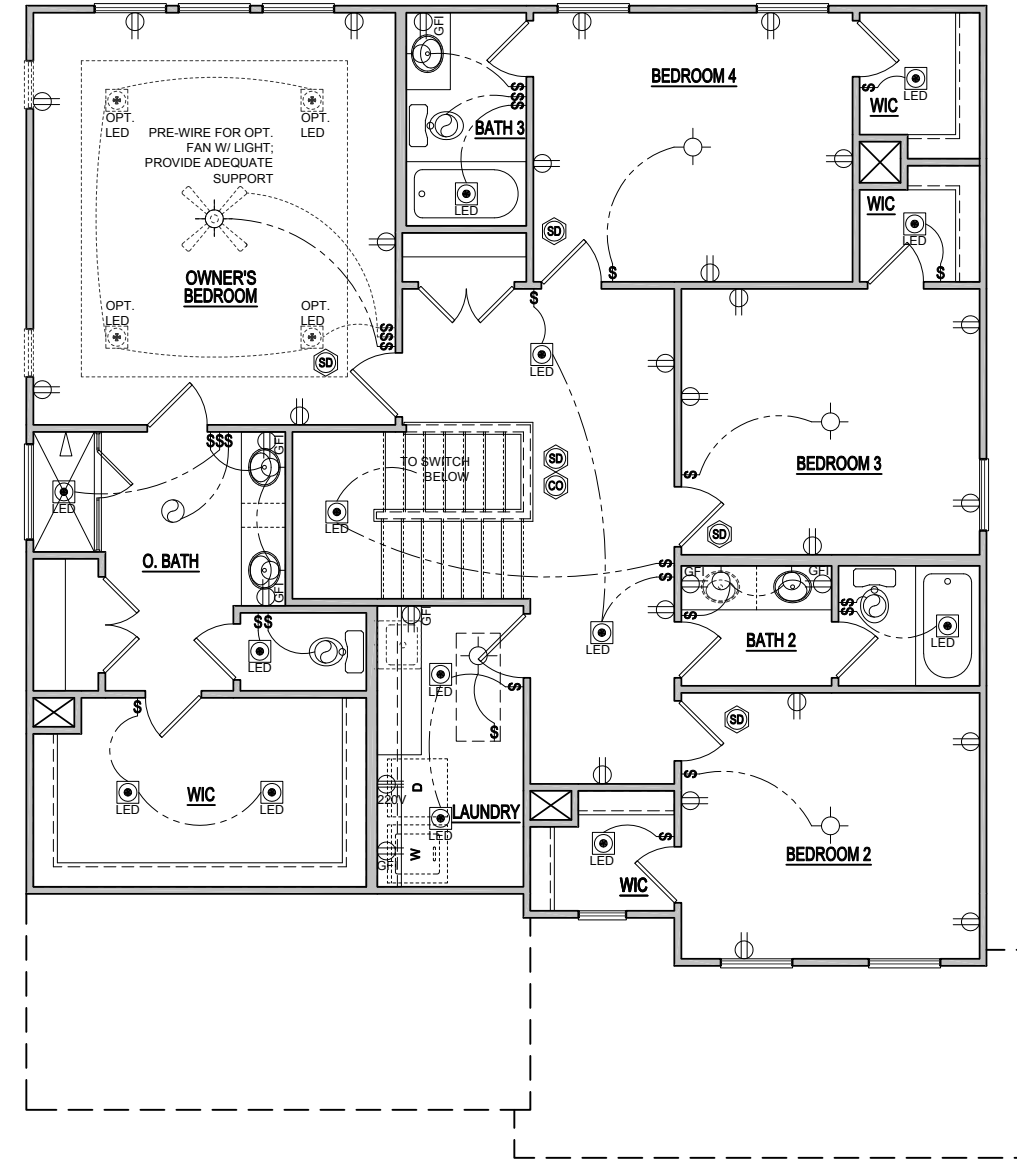 GFI
BEDROOM 4
LED
WIC
OPT.
LED
OPT.
LED
PRE-WIRE FOR OPT.
FAN W/ LIGHT;
PROVIDE ADEQUATE
SUPPORT
$
$
$
$
BATH 3
LED
WIC
LED
SD
OWNER'S
BEDROOM
$
$
$
OPT.
LED
OPT.
LED
$
$
$
SD
LED
$$$
GFI
TO SWITCH
BELOW
SD
CO
BEDROOM 3
$
LED
LED
SD
O. BATH
GFI
$
$
GFI
GFI
$
$$
GFI
$$
LED
LED
BATH 2
LED
LED
$
$
$
SD
$
WIC
LED
LED
D
220V
LAUNDRY
LED
$
W
GFI
$
LED
WIC
BEDROOM 2